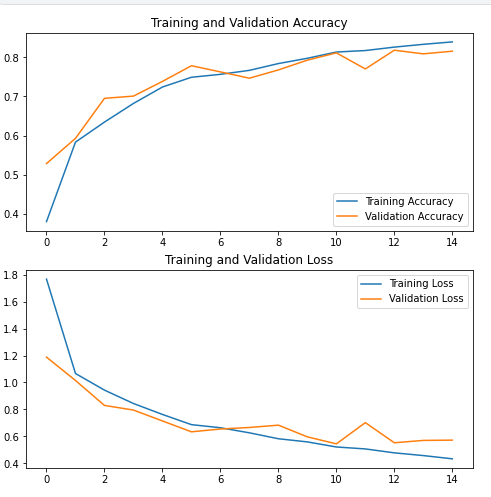 Training and Validation Accuracy
0.8
0.7
0.6
0.5
0.4
Training Accuracy
Validation Accuracy
0 2 4 6 8 10 12 14
Training and Validation Loss
1.8
1.6
1.4
1.2
1.0
0.8
0.6
0.4
Training Loss
Validation Loss
0 2 4 6 8 10 12 14